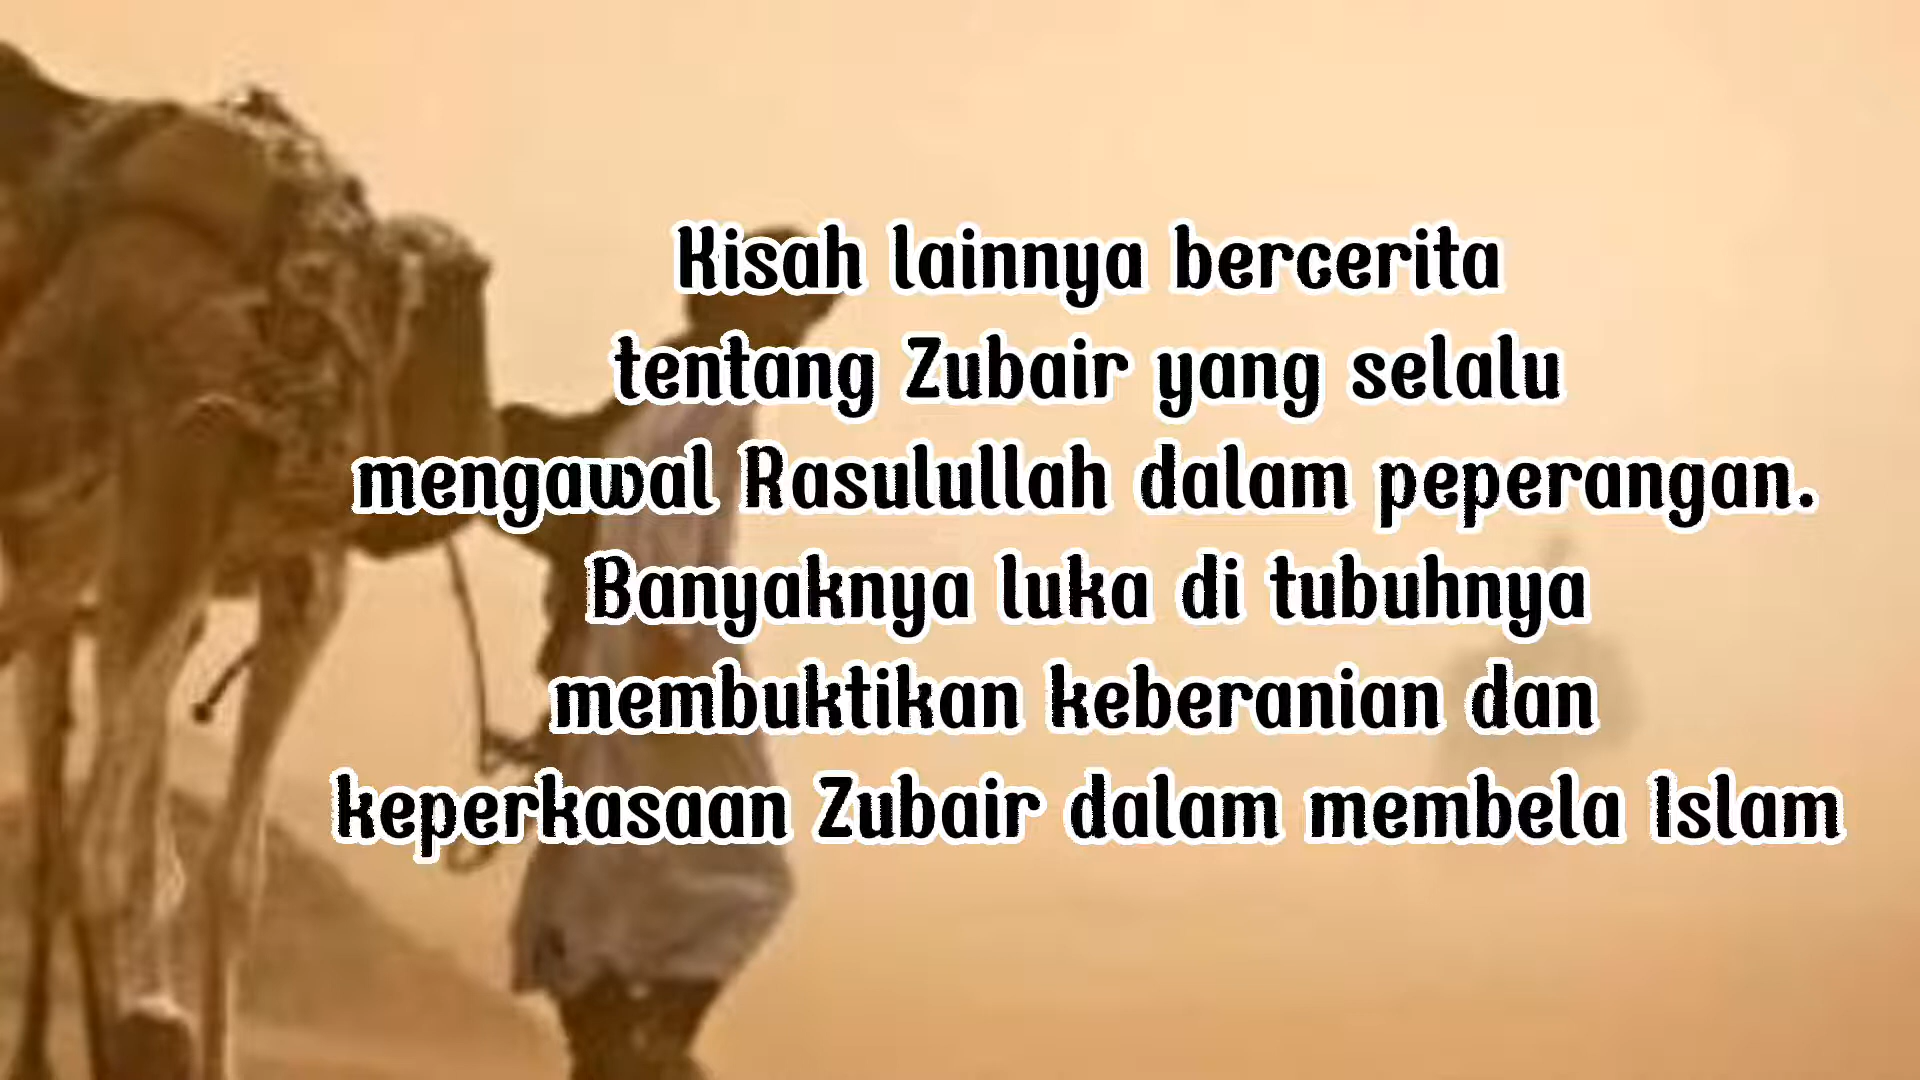 Kisah lainnya bercerita
tentang Zubair yang selalu
mengawal Rasulullah dalam peperangan.
Banyaknya luka di tubuhnya
membuktikan keberanian dan
keperkasaan Zubair dalam membela Islam